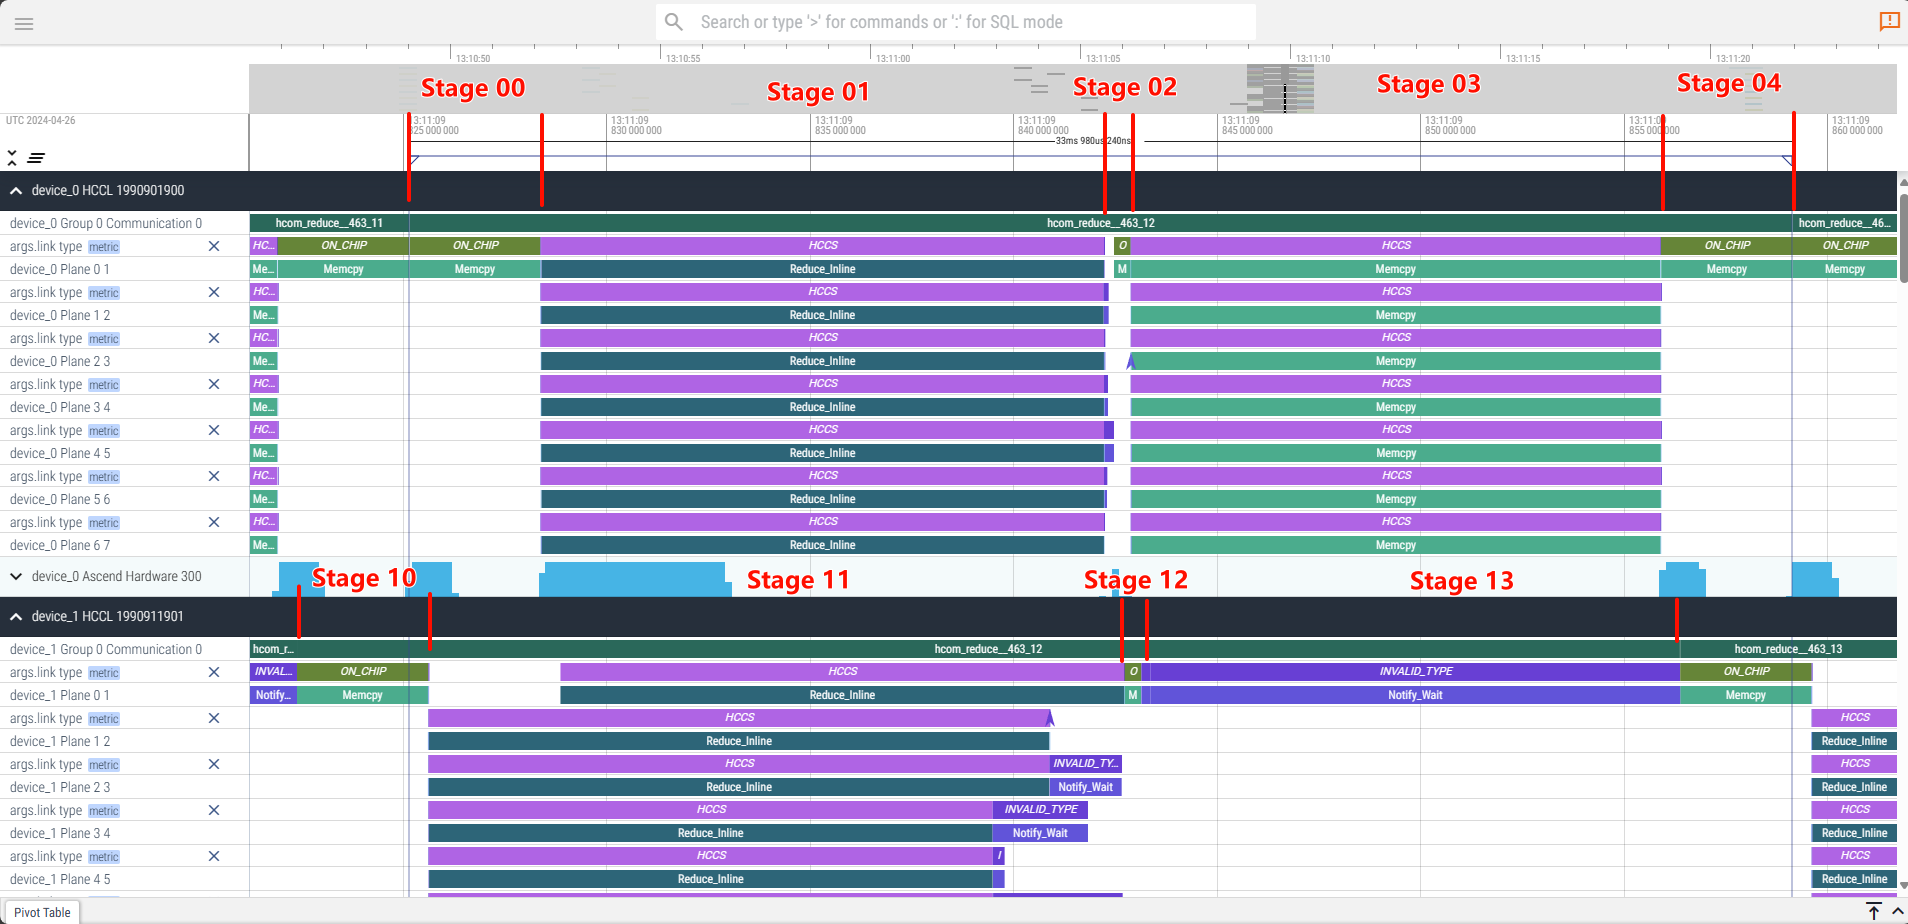 Search or type '>' for commands or ':' for SQL mode
13:10:50 13:10:55 13:11:00 13:11:05 13:11:10 13:11:15 13:11:20
Stage 00 Stage 01 Stage 02 Stage 03 Stage 04
UTC 2024-04-26 13:11:09 13:11:09 13:11:09 13:11:09 13:11:09 13:11:09 13:11:09
825 000 000 830 000 000 835 000 000 840 000 000 845 000 000 850 000 000 855 000 000 860 000 000
33ms 980us 240ns
device_0 HCCL 1990901900
device_0 Group 0 Communication 0 hcom_reduce__463_11 hcom_reduce__463_12 hcom_reduce__46...
args.link type metric HC... ON_CHIP ON_CHIP HCCS O HCCS ON_CHIP ON_CHIP
device_0 Plane 0 1 Me... Memcpy Memcpy Reduce_Inline M Memcpy Memcpy Memcpy
args.link type metric HC... HCCS HCCS
device_0 Plane 1 2 Me... Reduce_Inline Memcpy
args.link type metric HC... HCCS HCCS
device_0 Plane 2 3 Me... Reduce_Inline Memcpy
args.link type metric HC... HCCS HCCS
device_0 Plane 3 4 Me... Reduce_Inline Memcpy
args.link type metric HC... HCCS HCCS
device_0 Plane 4 5 Me... Reduce_Inline Memcpy
args.link type metric HC... HCCS HCCS
device_0 Plane 5 6 Me... Reduce_Inline Memcpy
args.link type metric HC... HCCS HCCS
device_0 Plane 6 7 Me... Reduce_Inline Memcpy
device_0 Ascend Hardware 300 Stage 10 Stage 11 Stage 12 Stage 13
device_1 HCCL 1990911901
device_1 Group 0 Communication 0 hcom_r... hcom_reduce__463_12 hcom_reduce__463_13
args.link type metric INVAL... ON_CHIP HCCS O INVALID_TYPE ON_CHIP
device_1 Plane 0 1 Notify... Memcpy Reduce_Inline M Notify_Wait Memcpy
args.link type metric HCCS HCCS
device_1 Plane 1 2 Reduce_Inline Reduce_Inline
args.link type metric HCCS INVALID_TY... HCCS
device_1 Plane 2 3 Reduce_Inline Notify_Wait Reduce_Inline
args.link type metric HCCS INVALID_TYPE HCCS
device_1 Plane 3 4 Reduce_Inline Notify_Wait Reduce_Inline
args.link type metric HCCS I HCCS
device_1 Plane 4 5 Reduce_Inline Reduce_Inline
Pivot Table